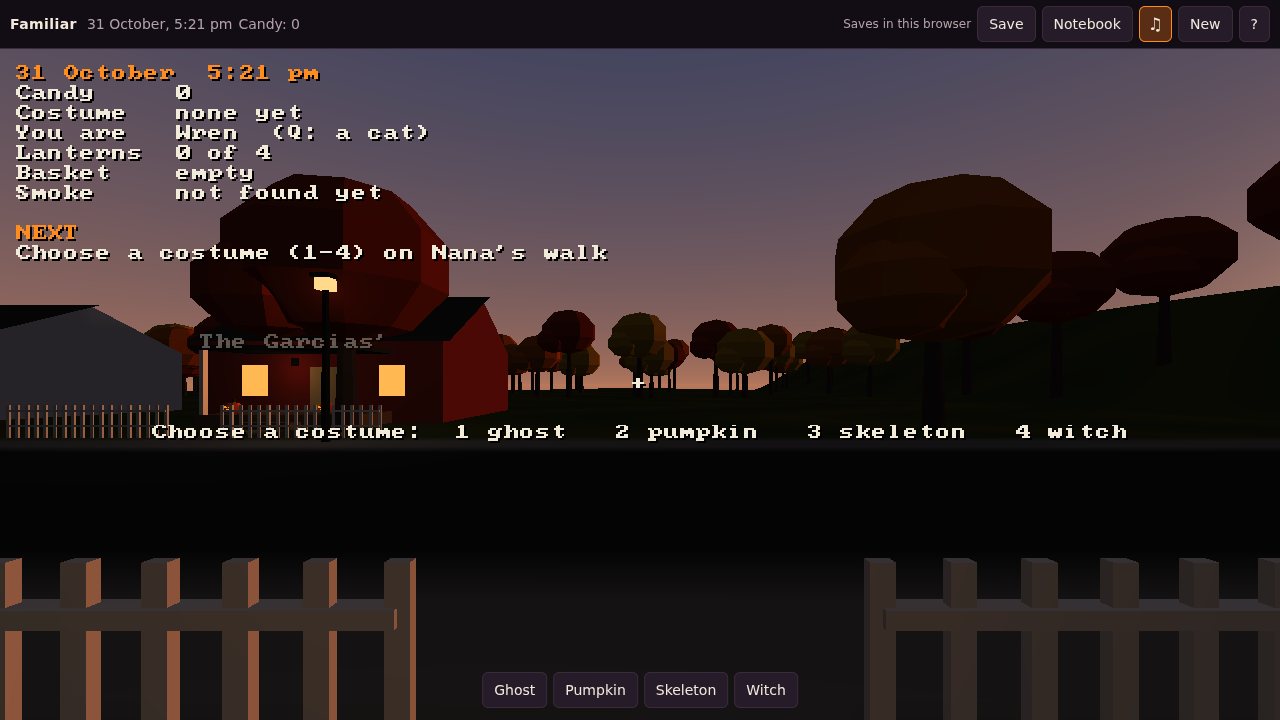 Familiar 31 October, 5:21 pm Candy: 0 Saves in this browser Save Notebook ♫ New ?
31 October 5:21 pm
Candy 0
Costume none yet
You are Wren (Q: a cat)
Lanterns 0 of 4
Basket empty
Smoke not found yet
NEXT
Choose a costume (1-4) on Nana's walk
The Garcias'
Choose a costume: 1 ghost 2 pumpkin 3 skeleton 4 witch
Ghost Pumpkin Skeleton Witch